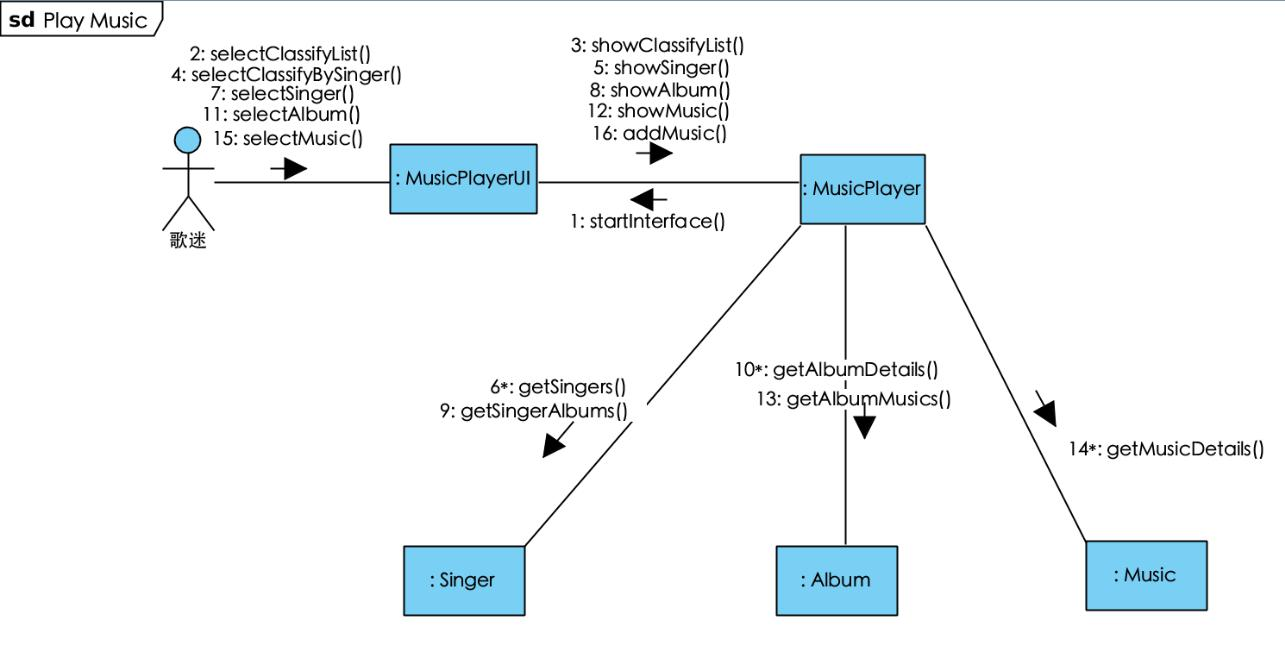 sd Play Music
2: selectClassifyList()
4: selectClassifyBySinger()
7: selectSinger()
11: selectAlbum()
15: selectMusic()
3: showClassifyList()
5: showSinger()
8: showAlbum()
12: showMusic()
16: addMusic()
: MusicPlayerUI
: MusicPlayer
1: startInterface()
歌迷
6*: getSingers()
9: getSingerAlbums()
10*: getAlbumDetails()
13: getAlbumMusics()
14*: getMusicDetails()
: Singer
: Album
: Music